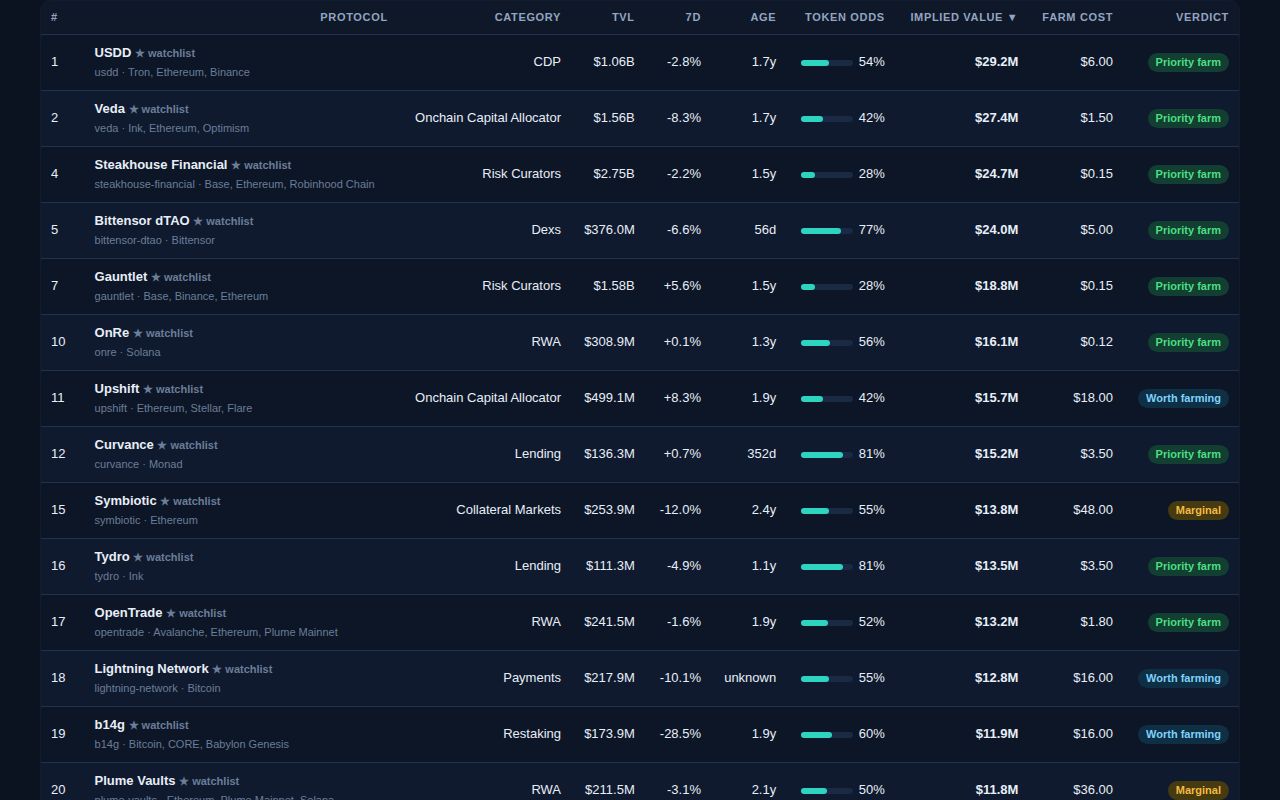 # PROTOCOL CATEGORY TVL 7D AGE TOKEN ODDS IMPLIED VALUE ▼ FARM COST VERDICT
1 USDD ★ watchlist CDP $1.06B -2.8% 1.7y 54% $29.2M $6.00 Priority farm
usdd · Tron, Ethereum, Binance
2 Veda ★ watchlist Onchain Capital Allocator $1.56B -8.3% 1.7y 42% $27.4M $1.50 Priority farm
veda · Ink, Ethereum, Optimism
4 Steakhouse Financial ★ watchlist Risk Curators $2.75B -2.2% 1.5y 28% $24.7M $0.15 Priority farm
steakhouse-financial · Base, Ethereum, Robinhood Chain
5 Bittensor dTAO ★ watchlist Dexs $376.0M -6.6% 56d 77% $24.0M $5.00 Priority farm
bittensor-dtao · Bittensor
7 Gauntlet ★ watchlist Risk Curators $1.58B +5.6% 1.5y 28% $18.8M $0.15 Priority farm
gauntlet · Base, Binance, Ethereum
10 OnRe ★ watchlist RWA $308.9M +0.1% 1.3y 56% $16.1M $0.12 Priority farm
onre · Solana
11 Upshift ★ watchlist Onchain Capital Allocator $499.1M +8.3% 1.9y 42% $15.7M $18.00 Worth farming
upshift · Ethereum, Stellar, Flare
12 Curvance ★ watchlist Lending $136.3M +0.7% 352d 81% $15.2M $3.50 Priority farm
curvance · Monad
15 Symbiotic ★ watchlist Collateral Markets $253.9M -12.0% 2.4y 55% $13.8M $48.00 Marginal
symbiotic · Ethereum
16 Tydro ★ watchlist Lending $111.3M -4.9% 1.1y 81% $13.5M $3.50 Priority farm
tydro · Ink
17 OpenTrade ★ watchlist RWA $241.5M -1.6% 1.9y 52% $13.2M $1.80 Priority farm
opentrade · Avalanche, Ethereum, Plume Mainnet
18 Lightning Network ★ watchlist Payments $217.9M -10.1% unknown 55% $12.8M $16.00 Worth farming
lightning-network · Bitcoin
19 b14g ★ watchlist Restaking $173.9M -28.5% 1.9y 60% $11.9M $16.00 Worth farming
b14g · Bitcoin, CORE, Babylon Genesis
20 Plume Vaults ★ watchlist RWA $211.5M -3.1% 2.1y 50% $11.8M $36.00 Marginal
plume-vaults · Ethereum, Plume Mainnet, Solana